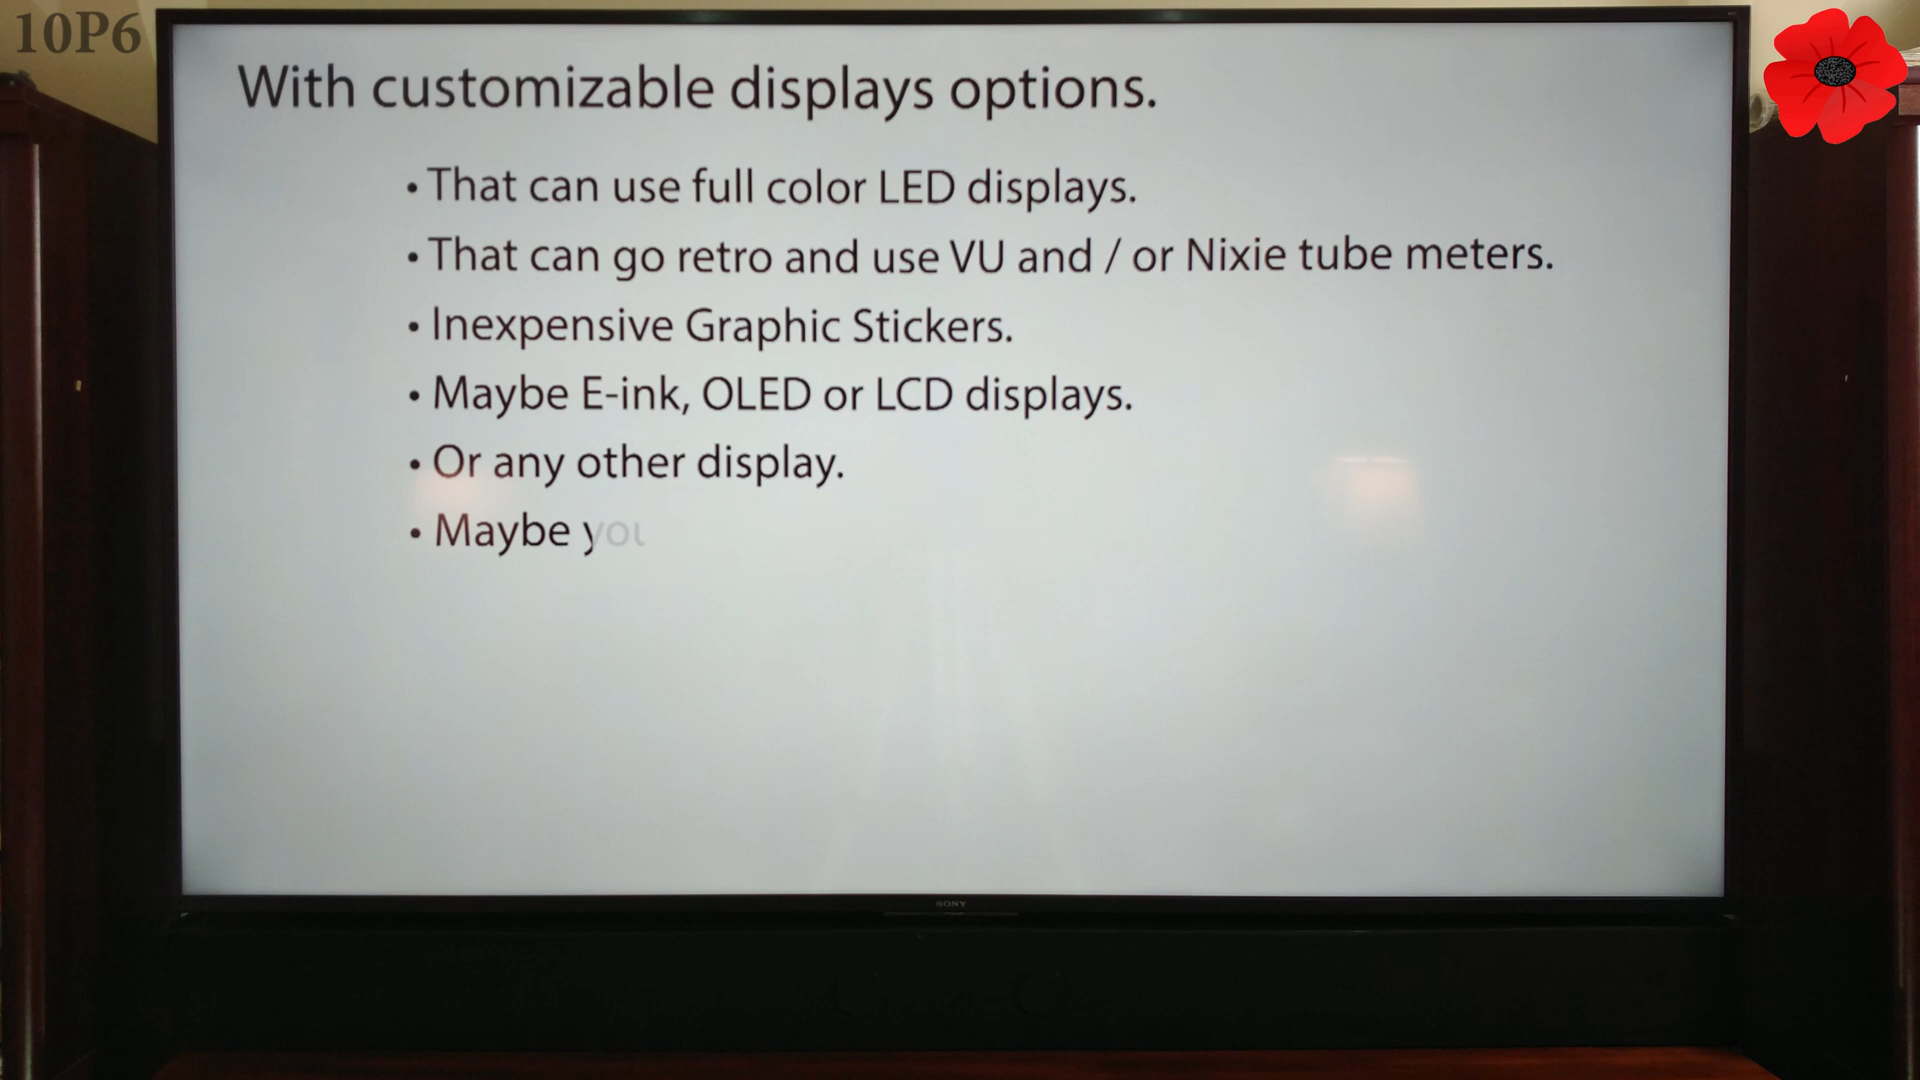 10P6
With customizable displays options.
• That can use full color LED displays.
• That can go retro and use VU and / or Nixie tube meters.
• Inexpensive Graphic Stickers.
• Maybe E-ink, OLED or LCD displays.
• Or any other display.
• Maybe you
SONY